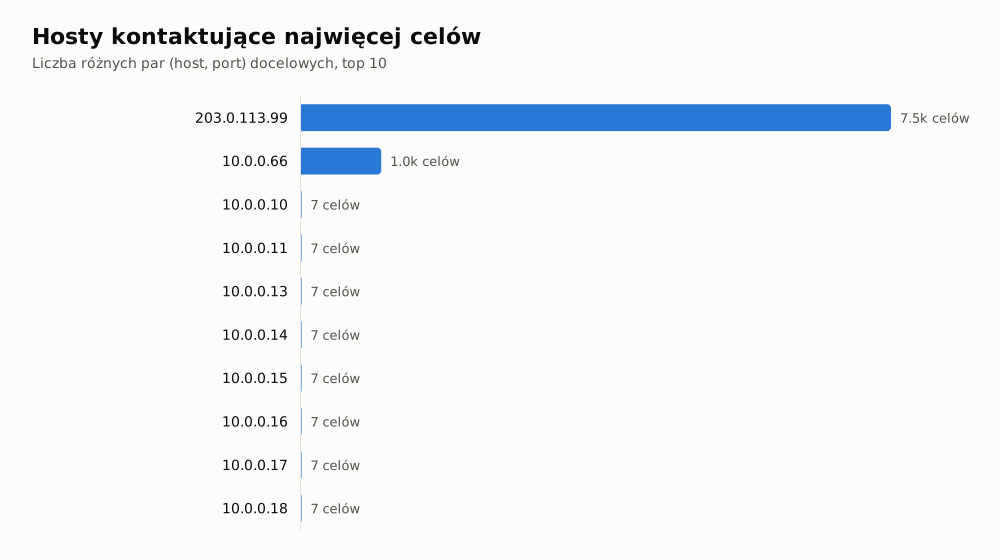 Hosty kontaktujące najwięcej celów
Liczba różnych par (host, port) docelowych, top 10
203.0.113.99 7.5k celów
10.0.0.66 1.0k celów
10.0.0.10 7 celów
10.0.0.11 7 celów
10.0.0.13 7 celów
10.0.0.14 7 celów
10.0.0.15 7 celów
10.0.0.16 7 celów
10.0.0.17 7 celów
10.0.0.18 7 celów